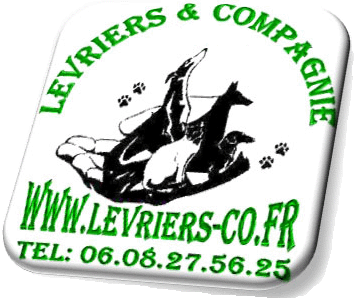 LEVRIERS & COMPAGNIE
WWW.LEVRIERS-CO.FR
TEL: 06.08.27.56.25